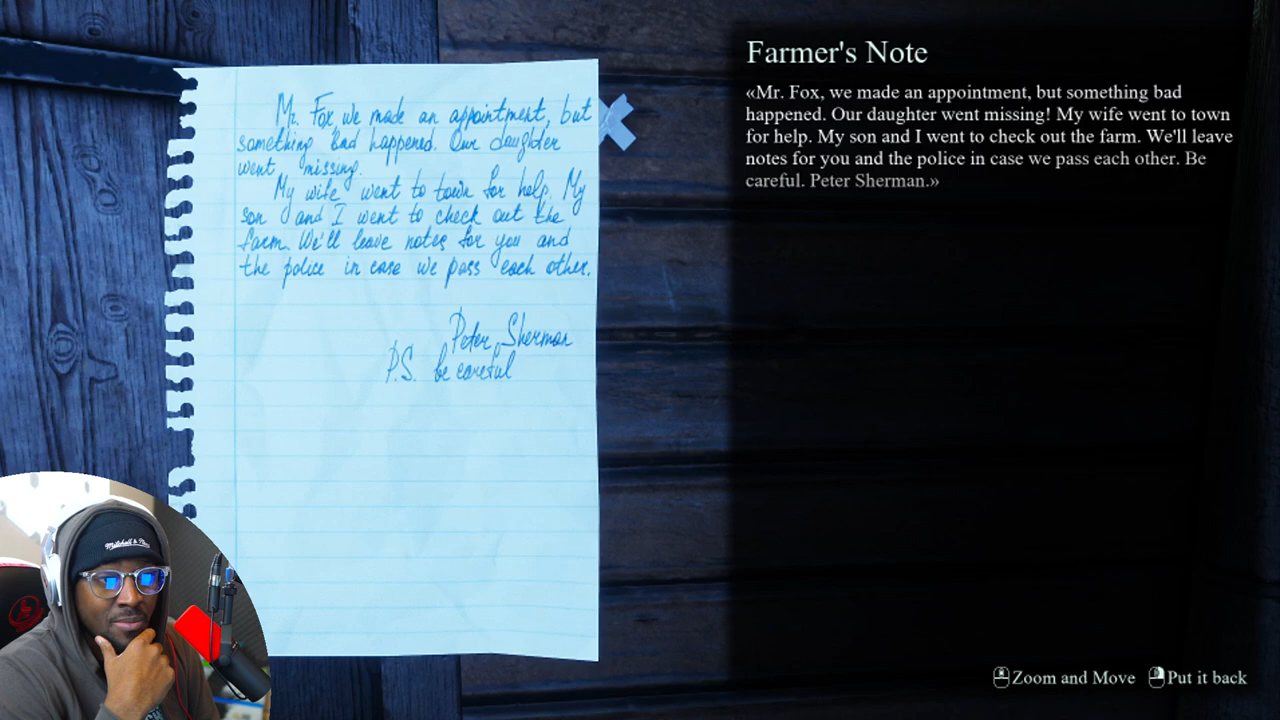 Mr. Fox, we made an appointment, but
something bad happened. Our daughter
went missing.
My wife went to town for help. My
son and I went to check out the
farm. We'll leave notes for you and
the police in case we pass each other.
Peter Sherman
P.S. be careful
Farmer's Note
«Mr. Fox, we made an appointment, but something bad
happened. Our daughter went missing! My wife went to town
for help. My son and I went to check out the farm. We'll leave
notes for you and the police in case we pass each other. Be
careful. Peter Sherman.»
Zoom and Move Put it back